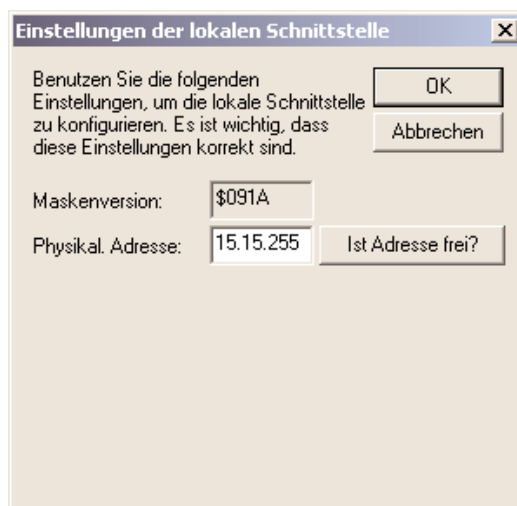 Einstellungen der lokalen Schnittstelle
Benutzen Sie die folgenden
Einstellungen, um die lokale Schnittstelle
zu konfigurieren. Es ist wichtig, dass
diese Einstellungen korrekt sind.
OK
Abbrechen
Maskenversion: $091A
Physikal. Adresse: 15.15.255 Ist Adresse frei?